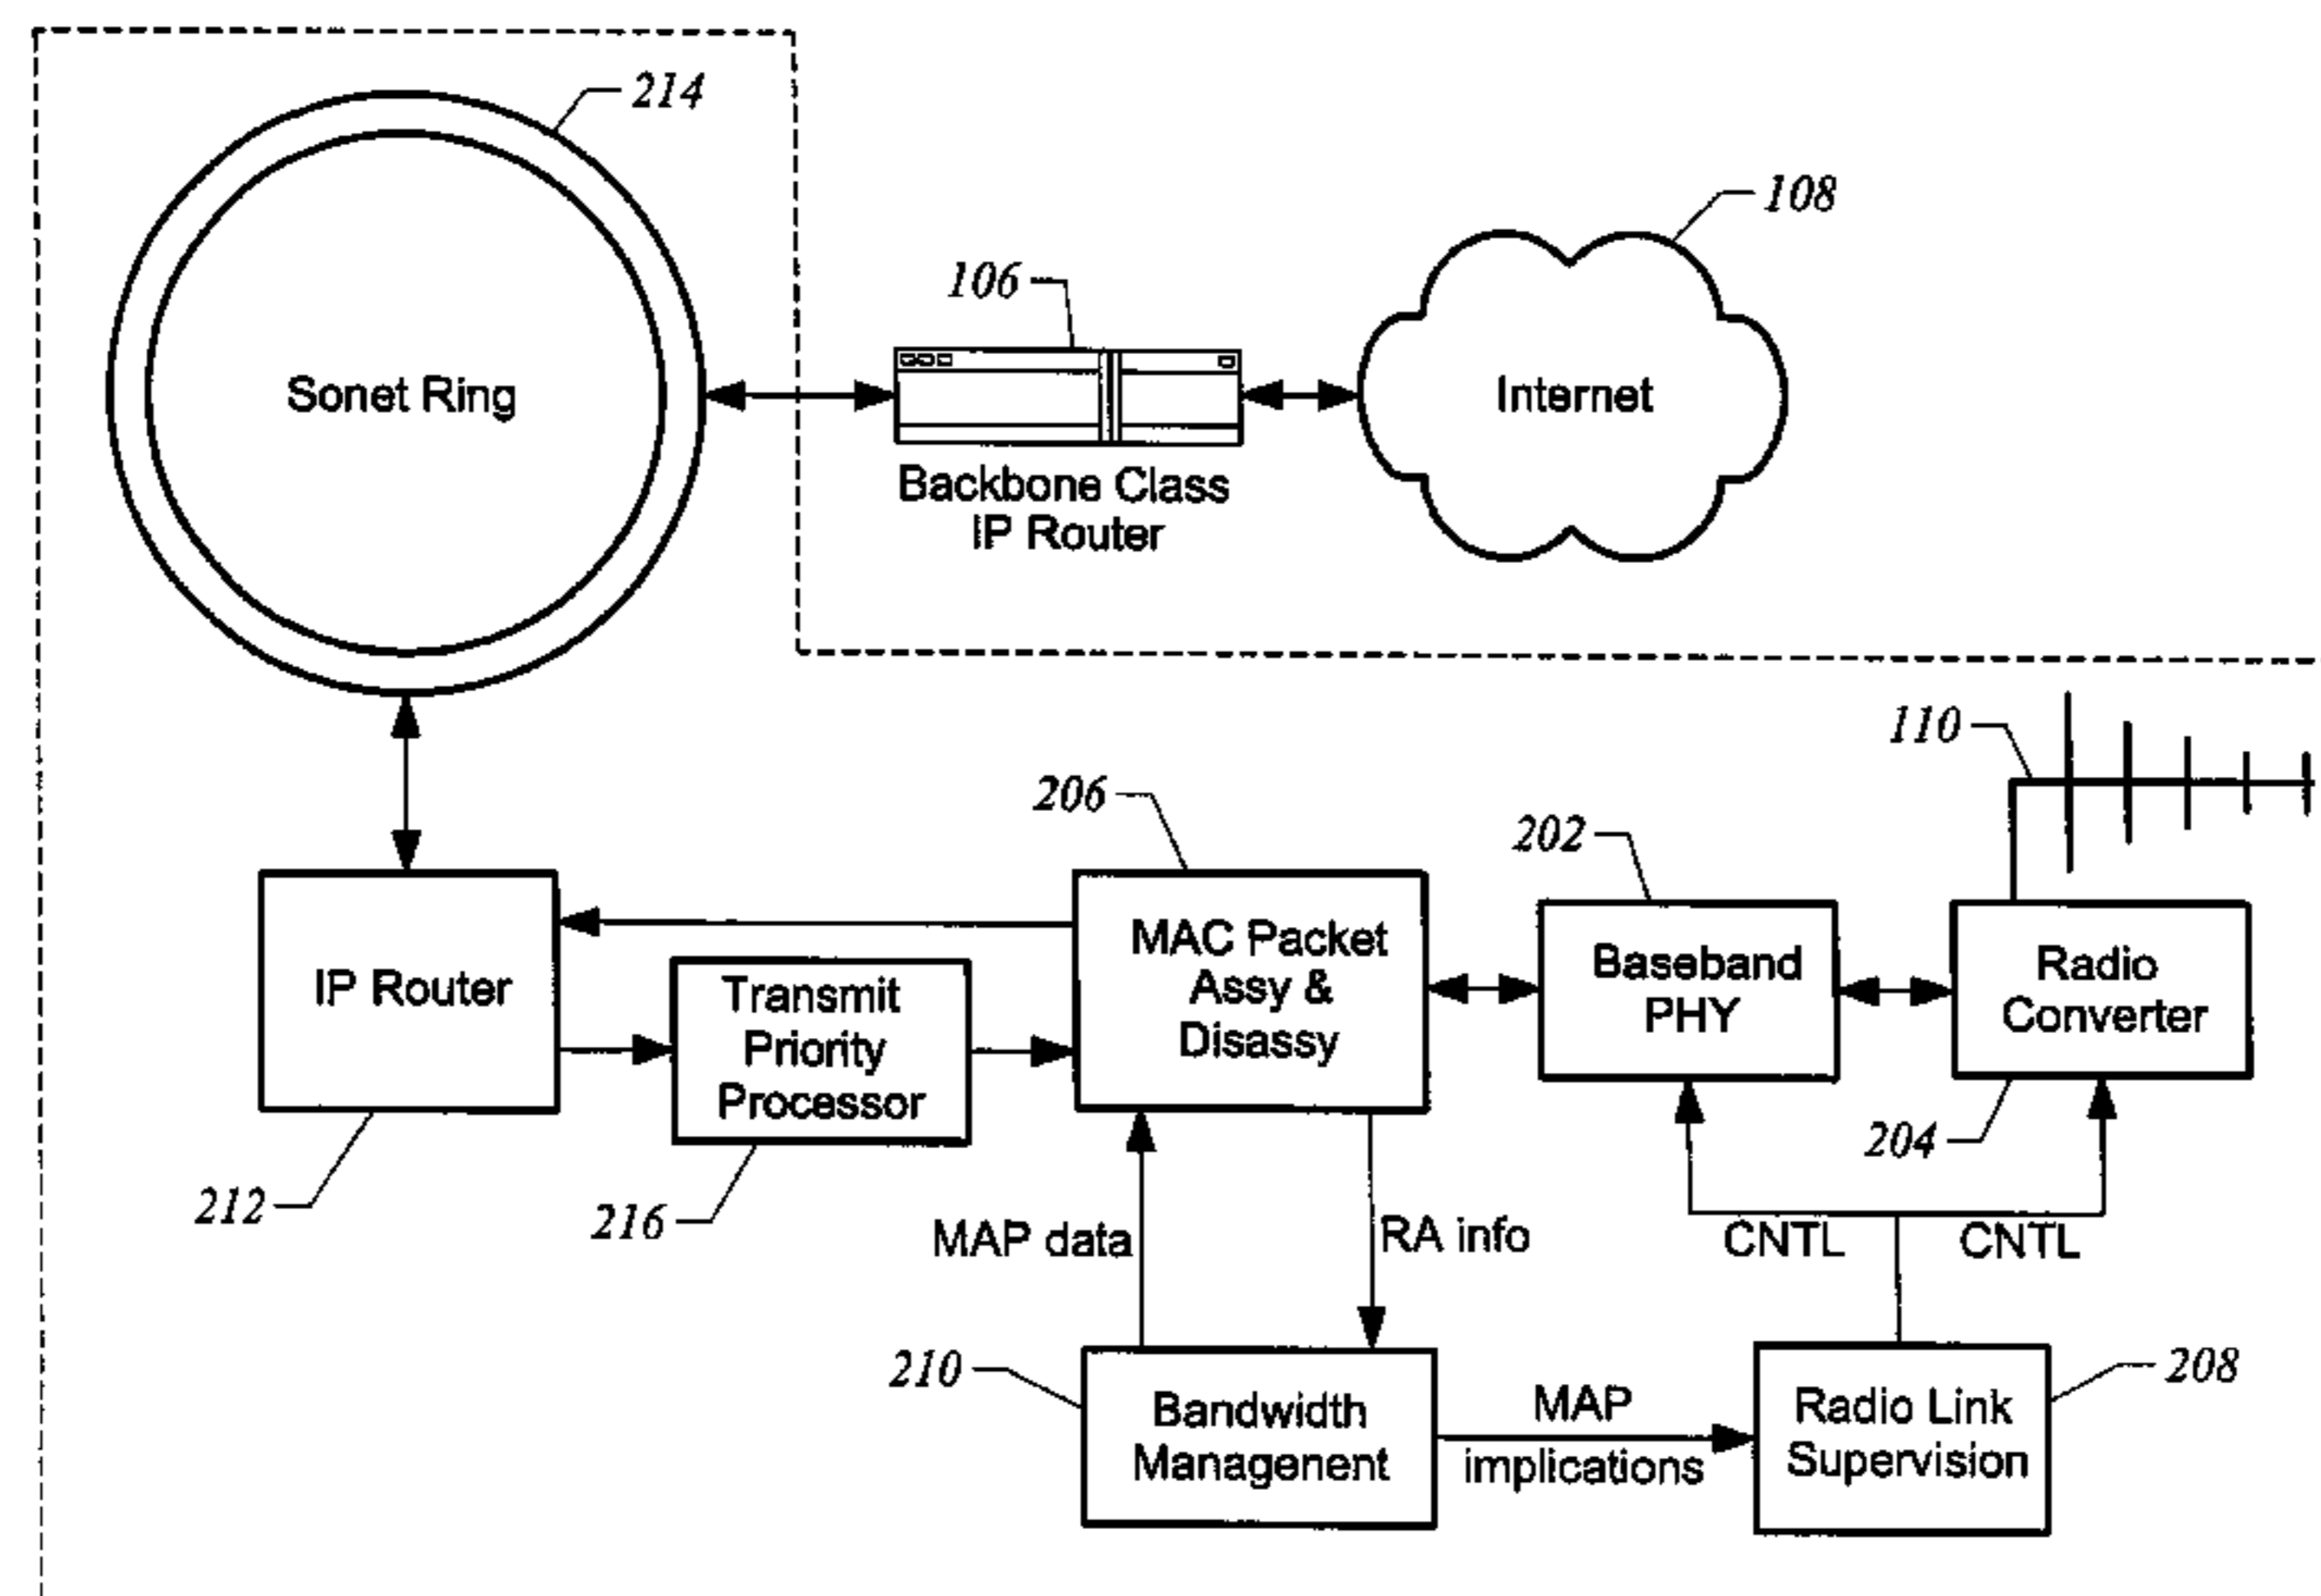 214
108
106
Sonet Ring
Internet
Backbone Class
IP Router
110
206
202
MAC Packet
Assy &
Disassy
Baseband
PHY
Radio
Converter
IP Router
Transmit
Priority
Processor
204
212
216
MAP data
RA info
CNTL
CNTL
210
208
Bandwidth
Managenent
MAP
implications
Radio Link
Supervision